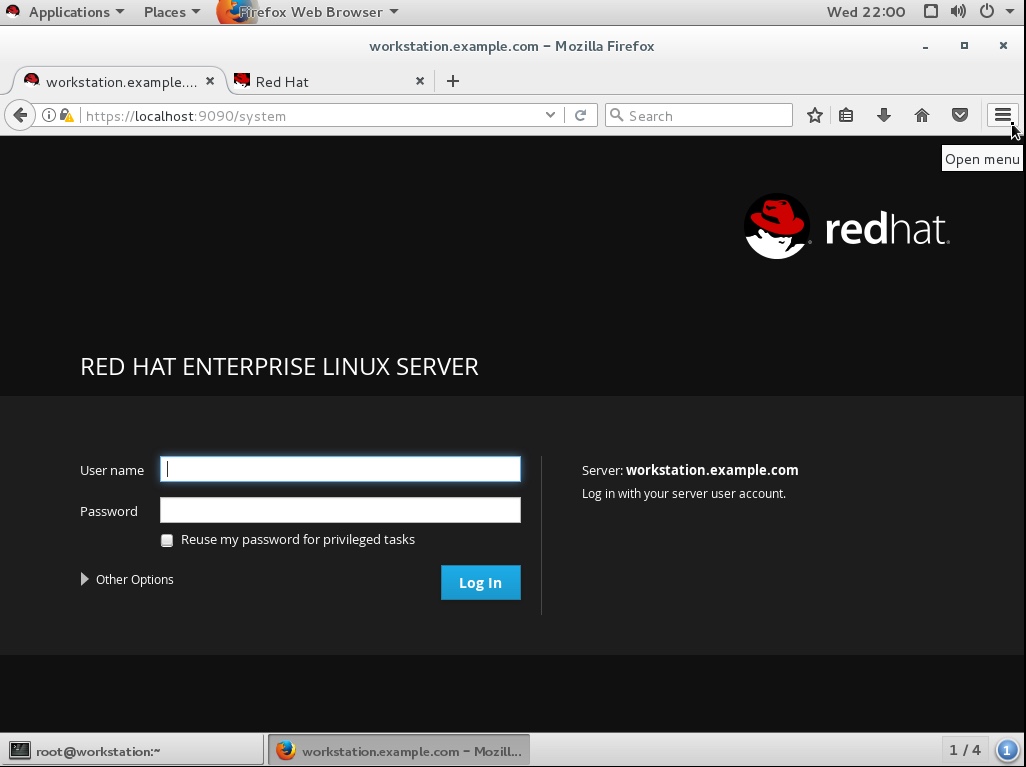 Applications Places Firefox Web Browser Wed 22:00
workstation.example.com – Mozilla Firefox
workstation.example.... Red Hat
https://localhost:9090/system Search
Open menu
redhat.
RED HAT ENTERPRISE LINUX SERVER
User name
Server: workstation.example.com
Log in with your server user account.
Password
Reuse my password for privileged tasks
Other Options
Log In
root@workstation:~ workstation.example.com – Mozill... 1 / 4 1